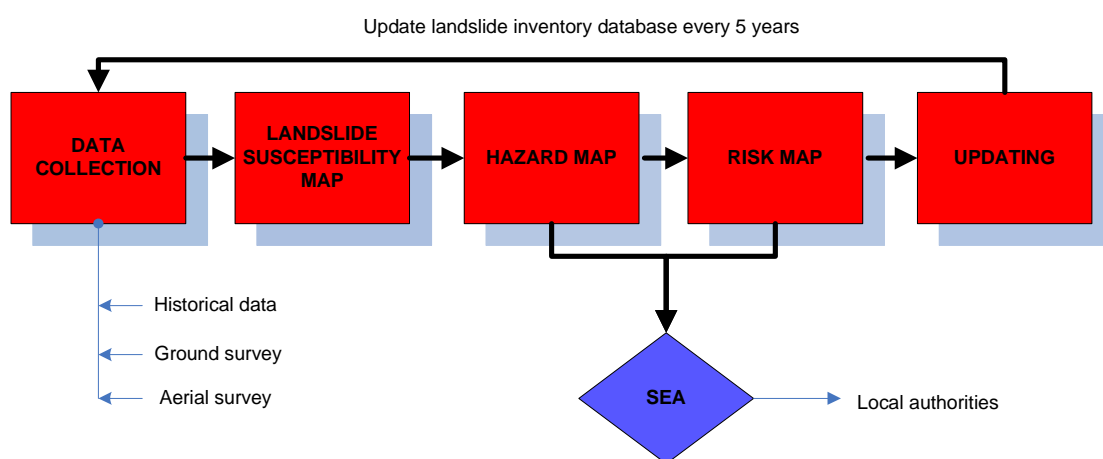 Update landslide inventory database every 5 years
DATA
COLLECTION
LANDSLIDE
SUSCEPTIBILITY
MAP
HAZARD MAP
RISK MAP
UPDATING
Historical data
Ground survey
Aerial survey
SEA
Local authorities